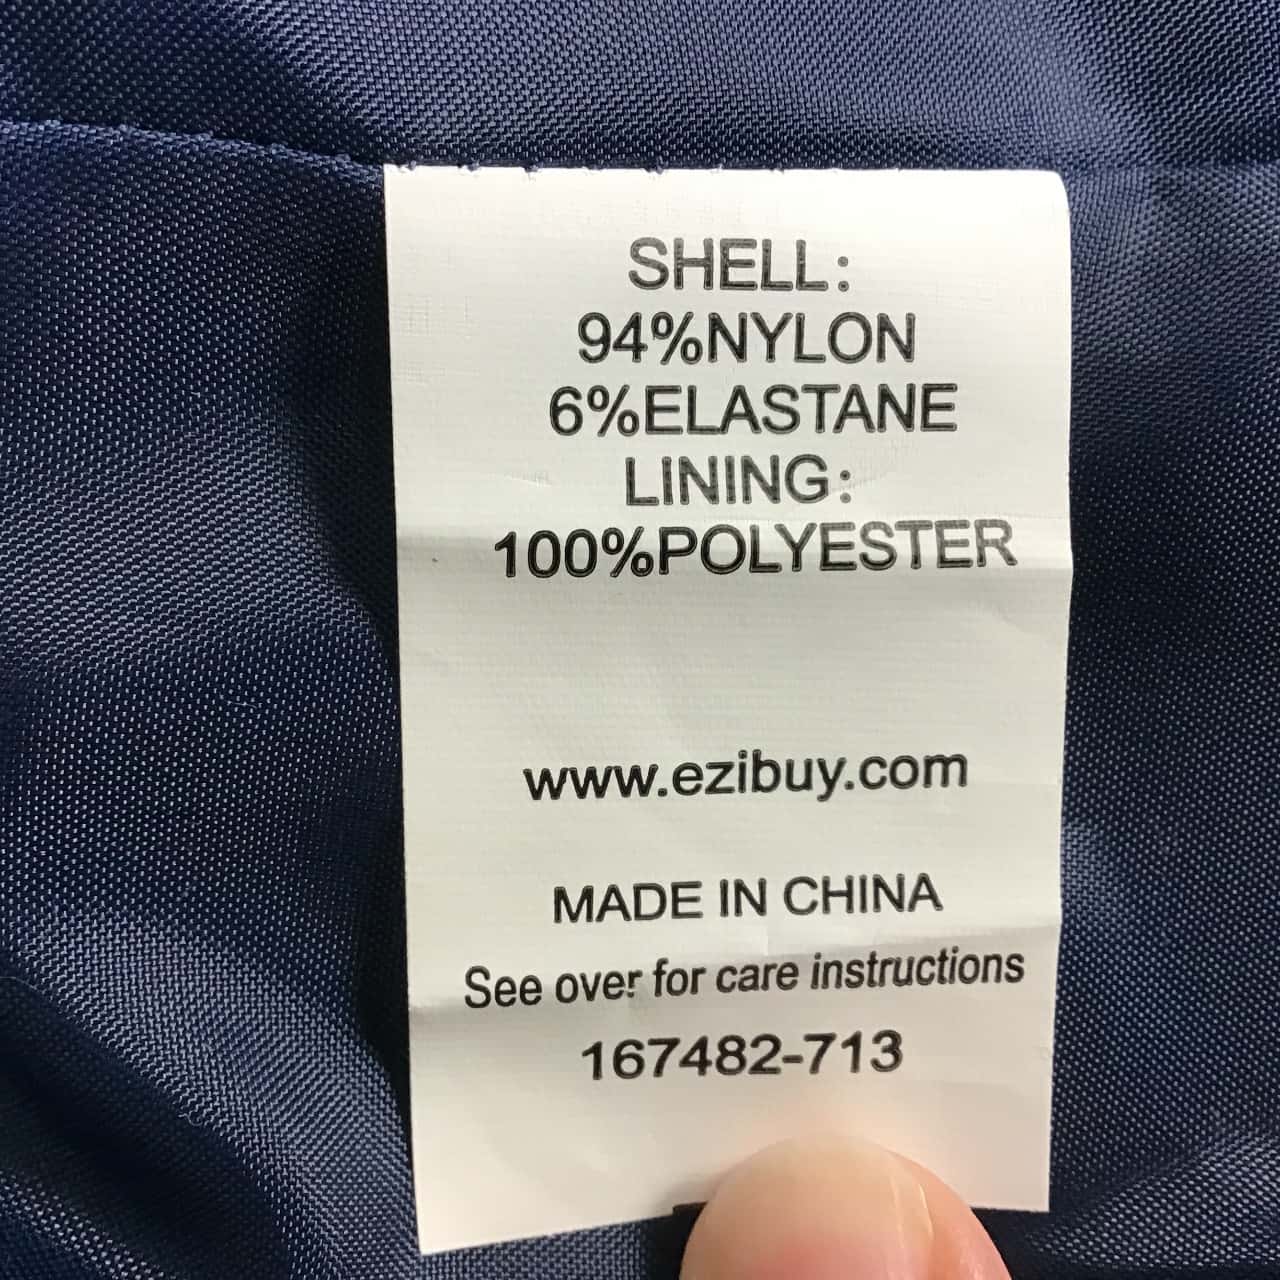 SHELL:
94%NYLON
6%ELASTANE
LINING:
100%POLYESTER
www.ezibuy.com
MADE IN CHINA
See over for care instructions
167482-713